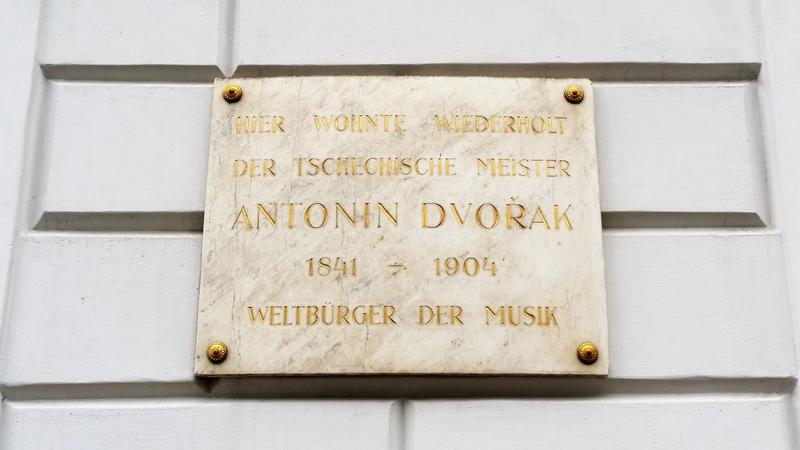 HIER WOHNTE WIEDERHOLT
DER TSCHECHISCHE MEISTER
ANTONIN DVOŘAK
1841 ÷ 1904
WELTBÜRGER DER MUSIK